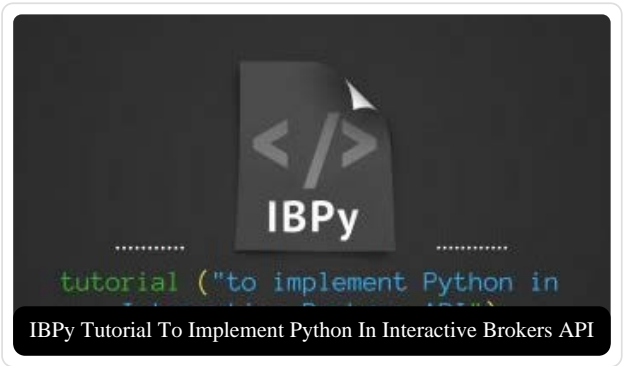 </>
IBPy
tutorial ("to implement Python in
IBPy Tutorial To Implement Python In Interactive Brokers API